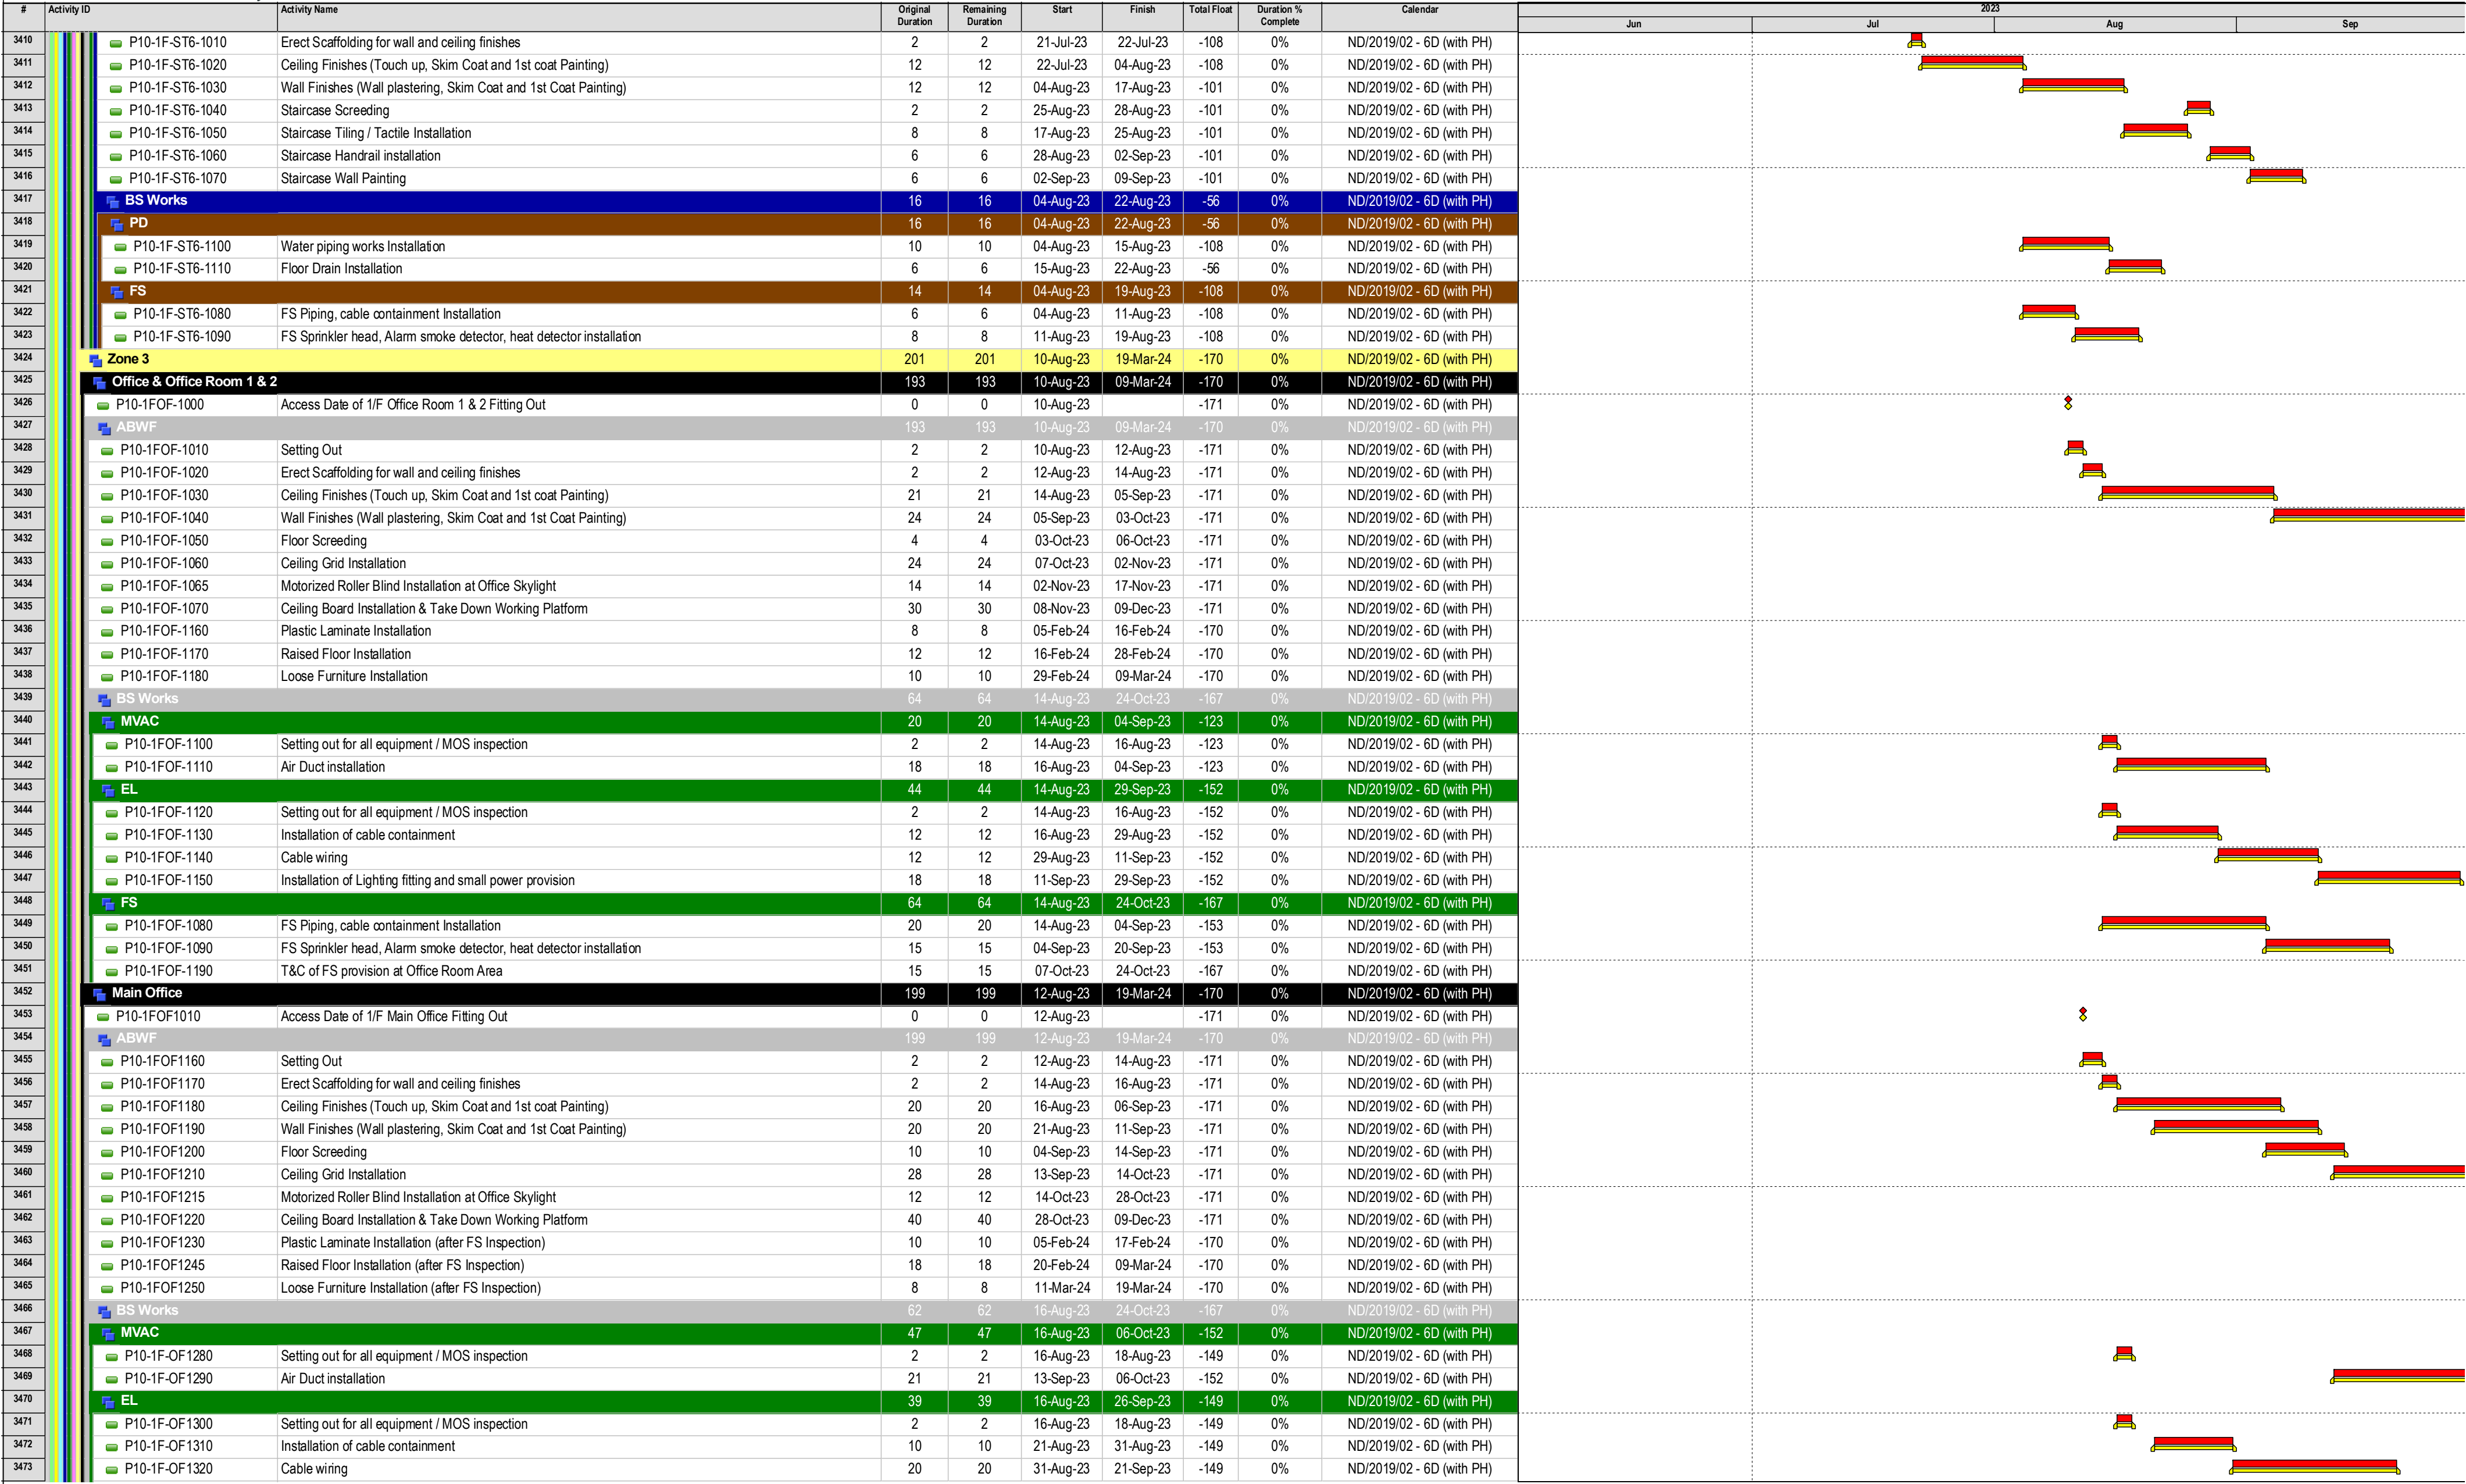 # Activity ID Activity Name Original Duration Remaining Duration Start Finish Total Float Duration % Complete Calendar 2023
Jun Jul Aug Sep
3410 P10-1F-ST6-1010 Erect Scaffolding for wall and ceiling finishes 2 2 21-Jul-23 22-Jul-23 -108 0% ND/2019/02 - 6D (with PH)
3411 P10-1F-ST6-1020 Ceiling Finishes (Touch up, Skim Coat and 1st coat Painting) 12 12 22-Jul-23 04-Aug-23 -108 0% ND/2019/02 - 6D (with PH)
3412 P10-1F-ST6-1030 Wall Finishes (Wall plastering, Skim Coat and 1st Coat Painting) 12 12 04-Aug-23 17-Aug-23 -101 0% ND/2019/02 - 6D (with PH)
3413 P10-1F-ST6-1040 Staircase Screeding 2 2 25-Aug-23 28-Aug-23 -101 0% ND/2019/02 - 6D (with PH)
3414 P10-1F-ST6-1050 Staircase Tiling / Tactile Installation 8 8 17-Aug-23 25-Aug-23 -101 0% ND/2019/02 - 6D (with PH)
3415 P10-1F-ST6-1060 Staircase Handrail installation 6 6 28-Aug-23 02-Sep-23 -101 0% ND/2019/02 - 6D (with PH)
3416 P10-1F-ST6-1070 Staircase Wall Painting 6 6 02-Sep-23 09-Sep-23 -101 0% ND/2019/02 - 6D (with PH)
3417 BS Works 16 16 04-Aug-23 22-Aug-23 -56 0% ND/2019/02 - 6D (with PH)
3418 PD 16 16 04-Aug-23 22-Aug-23 -56 0% ND/2019/02 - 6D (with PH)
3419 P10-1F-ST6-1100 Water piping works Installation 10 10 04-Aug-23 15-Aug-23 -108 0% ND/2019/02 - 6D (with PH)
3420 P10-1F-ST6-1110 Floor Drain Installation 6 6 15-Aug-23 22-Aug-23 -56 0% ND/2019/02 - 6D (with PH)
3421 FS 14 14 04-Aug-23 19-Aug-23 -108 0% ND/2019/02 - 6D (with PH)
3422 P10-1F-ST6-1080 FS Piping, cable containment Installation 6 6 04-Aug-23 11-Aug-23 -108 0% ND/2019/02 - 6D (with PH)
3423 P10-1F-ST6-1090 FS Sprinkler head, Alarm smoke detector, heat detector installation 8 8 11-Aug-23 19-Aug-23 -108 0% ND/2019/02 - 6D (with PH)
3424 Zone 3 201 201 10-Aug-23 19-Mar-24 -170 0% ND/2019/02 - 6D (with PH)
3425 Office & Office Room 1 & 2 193 193 10-Aug-23 09-Mar-24 -170 0% ND/2019/02 - 6D (with PH)
3426 P10-1FOF-1000 Access Date of 1/F Office Room 1 & 2 Fitting Out 0 0 10-Aug-23 -171 0% ND/2019/02 - 6D (with PH)
3427 ABWF 193 193 10-Aug-23 09-Mar-24 -170 0% ND/2019/02 - 6D (with PH)
3428 P10-1FOF-1010 Setting Out 2 2 10-Aug-23 12-Aug-23 -171 0% ND/2019/02 - 6D (with PH)
3429 P10-1FOF-1020 Erect Scaffolding for wall and ceiling finishes 2 2 12-Aug-23 14-Aug-23 -171 0% ND/2019/02 - 6D (with PH)
3430 P10-1FOF-1030 Ceiling Finishes (Touch up, Skim Coat and 1st coat Painting) 21 21 14-Aug-23 05-Sep-23 -171 0% ND/2019/02 - 6D (with PH)
3431 P10-1FOF-1040 Wall Finishes (Wall plastering, Skim Coat and 1st Coat Painting) 24 24 05-Sep-23 03-Oct-23 -171 0% ND/2019/02 - 6D (with PH)
3432 P10-1FOF-1050 Floor Screeding 4 4 03-Oct-23 06-Oct-23 -171 0% ND/2019/02 - 6D (with PH)
3433 P10-1FOF-1060 Ceiling Grid Installation 24 24 07-Oct-23 02-Nov-23 -171 0% ND/2019/02 - 6D (with PH)
3434 P10-1FOF-1065 Motorized Roller Blind Installation at Office Skylight 14 14 02-Nov-23 17-Nov-23 -171 0% ND/2019/02 - 6D (with PH)
3435 P10-1FOF-1070 Ceiling Board Installation & Take Down Working Platform 30 30 08-Nov-23 09-Dec-23 -171 0% ND/2019/02 - 6D (with PH)
3436 P10-1FOF-1160 Plastic Laminate Installation 8 8 05-Feb-24 16-Feb-24 -170 0% ND/2019/02 - 6D (with PH)
3437 P10-1FOF-1170 Raised Floor Installation 12 12 16-Feb-24 28-Feb-24 -170 0% ND/2019/02 - 6D (with PH)
3438 P10-1FOF-1180 Loose Furniture Installation 10 10 29-Feb-24 09-Mar-24 -170 0% ND/2019/02 - 6D (with PH)
3439 BS Works 64 64 14-Aug-23 24-Oct-23 -167 0% ND/2019/02 - 6D (with PH)
3440 MVAC 20 20 14-Aug-23 04-Sep-23 -123 0% ND/2019/02 - 6D (with PH)
3441 P10-1FOF-1100 Setting out for all equipment / MOS inspection 2 2 14-Aug-23 16-Aug-23 -123 0% ND/2019/02 - 6D (with PH)
3442 P10-1FOF-1110 Air Duct installation 18 18 16-Aug-23 04-Sep-23 -123 0% ND/2019/02 - 6D (with PH)
3443 EL 44 44 14-Aug-23 29-Sep-23 -152 0% ND/2019/02 - 6D (with PH)
3444 P10-1FOF-1120 Setting out for all equipment / MOS inspection 2 2 14-Aug-23 16-Aug-23 -152 0% ND/2019/02 - 6D (with PH)
3445 P10-1FOF-1130 Installation of cable containment 12 12 16-Aug-23 29-Aug-23 -152 0% ND/2019/02 - 6D (with PH)
3446 P10-1FOF-1140 Cable wiring 12 12 29-Aug-23 11-Sep-23 -152 0% ND/2019/02 - 6D (with PH)
3447 P10-1FOF-1150 Installation of Lighting fitting and small power provision 18 18 11-Sep-23 29-Sep-23 -152 0% ND/2019/02 - 6D (with PH)
3448 FS 64 64 14-Aug-23 24-Oct-23 -167 0% ND/2019/02 - 6D (with PH)
3449 P10-1FOF-1080 FS Piping, cable containment Installation 20 20 14-Aug-23 04-Sep-23 -153 0% ND/2019/02 - 6D (with PH)
3450 P10-1FOF-1090 FS Sprinkler head, Alarm smoke detector, heat detector installation 15 15 04-Sep-23 20-Sep-23 -153 0% ND/2019/02 - 6D (with PH)
3451 P10-1FOF-1190 T&C of FS provision at Office Room Area 15 15 07-Oct-23 24-Oct-23 -167 0% ND/2019/02 - 6D (with PH)
3452 Main Office 199 199 12-Aug-23 19-Mar-24 -170 0% ND/2019/02 - 6D (with PH)
3453 P10-1FOF1010 Access Date of 1/F Main Office Fitting Out 0 0 12-Aug-23 -171 0% ND/2019/02 - 6D (with PH)
3454 ABWF 199 199 12-Aug-23 19-Mar-24 -170 0% ND/2019/02 - 6D (with PH)
3455 P10-1FOF1160 Setting Out 2 2 12-Aug-23 14-Aug-23 -171 0% ND/2019/02 - 6D (with PH)
3456 P10-1FOF1170 Erect Scaffolding for wall and ceiling finishes 2 2 14-Aug-23 16-Aug-23 -171 0% ND/2019/02 - 6D (with PH)
3457 P10-1FOF1180 Ceiling Finishes (Touch up, Skim Coat and 1st coat Painting) 20 20 16-Aug-23 06-Sep-23 -171 0% ND/2019/02 - 6D (with PH)
3458 P10-1FOF1190 Wall Finishes (Wall plastering, Skim Coat and 1st Coat Painting) 20 20 21-Aug-23 11-Sep-23 -171 0% ND/2019/02 - 6D (with PH)
3459 P10-1FOF1200 Floor Screeding 10 10 04-Sep-23 14-Sep-23 -171 0% ND/2019/02 - 6D (with PH)
3460 P10-1FOF1210 Ceiling Grid Installation 28 28 13-Sep-23 14-Oct-23 -171 0% ND/2019/02 - 6D (with PH)
3461 P10-1FOF1215 Motorized Roller Blind Installation at Office Skylight 12 12 14-Oct-23 28-Oct-23 -171 0% ND/2019/02 - 6D (with PH)
3462 P10-1FOF1220 Ceiling Board Installation & Take Down Working Platform 40 40 28-Oct-23 09-Dec-23 -171 0% ND/2019/02 - 6D (with PH)
3463 P10-1FOF1230 Plastic Laminate Installation (after FS Inspection) 10 10 05-Feb-24 17-Feb-24 -170 0% ND/2019/02 - 6D (with PH)
3464 P10-1FOF1245 Raised Floor Installation (after FS Inspection) 18 18 20-Feb-24 09-Mar-24 -170 0% ND/2019/02 - 6D (with PH)
3465 P10-1FOF1250 Loose Furniture Installation (after FS Inspection) 8 8 11-Mar-24 19-Mar-24 -170 0% ND/2019/02 - 6D (with PH)
3466 BS Works 62 62 16-Aug-23 24-Oct-23 -167 0% ND/2019/02 - 6D (with PH)
3467 MVAC 47 47 16-Aug-23 06-Oct-23 -152 0% ND/2019/02 - 6D (with PH)
3468 P10-1F-OF1280 Setting out for all equipment / MOS inspection 2 2 16-Aug-23 18-Aug-23 -149 0% ND/2019/02 - 6D (with PH)
3469 P10-1F-OF1290 Air Duct installation 21 21 13-Sep-23 06-Oct-23 -152 0% ND/2019/02 - 6D (with PH)
3470 EL 39 39 16-Aug-23 26-Sep-23 -149 0% ND/2019/02 - 6D (with PH)
3471 P10-1F-OF1300 Setting out for all equipment / MOS inspection 2 2 16-Aug-23 18-Aug-23 -149 0% ND/2019/02 - 6D (with PH)
3472 P10-1F-OF1310 Installation of cable containment 10 10 21-Aug-23 31-Aug-23 -149 0% ND/2019/02 - 6D (with PH)
3473 P10-1F-OF1320 Cable wiring 20 20 31-Aug-23 21-Sep-23 -149 0% ND/2019/02 - 6D (with PH)